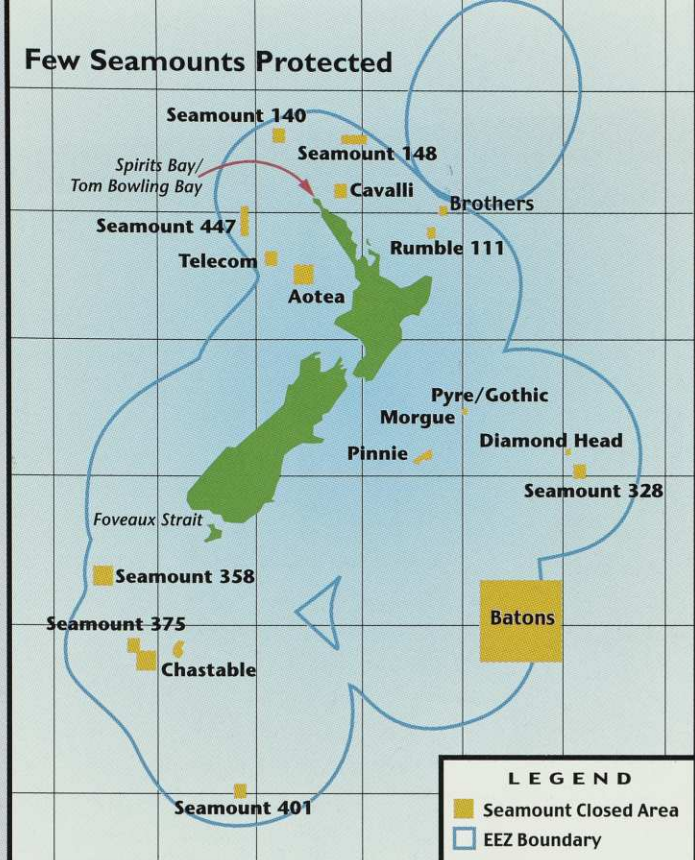 Few Seamounts Protected
Seamount 140
Seamount 148
Spirits Bay/
Tom Bowling Bay
Cavalli
Brothers
Seamount 447
Rumble 111
Telecom
Aotea
Pyre/Gothic
Morgue
Pinnie
Diamond Head
Seamount 328
Foveaux Strait
Seamount 358
Batons
Seamount 375
Chastable
Seamount 401
LEGEND
Seamount Closed Area
EEZ Boundary